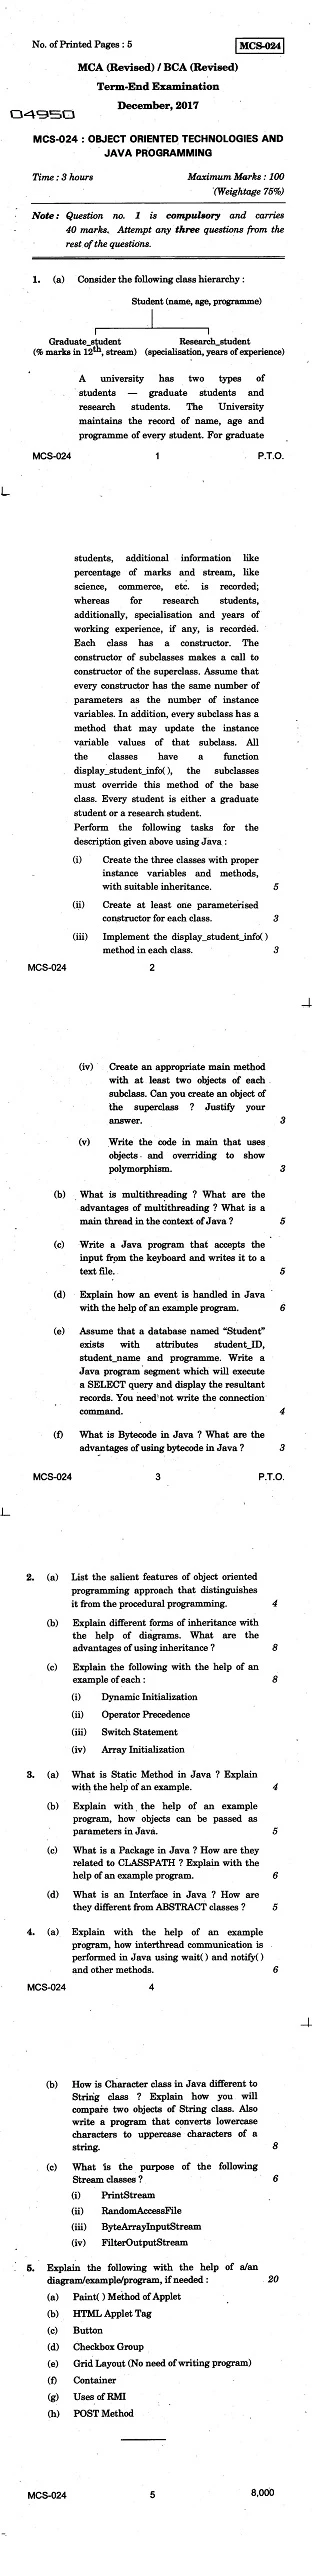 No. of Printed Pages : 5
MCS-024
MCA (Revised) / BCA (Revised)
Term-End Examination
04950
December, 2017
MCS-024 : OBJECT ORIENTED TECHNOLOGIES AND
JAVA PROGRAMMING
Time : 3 hours Maximum Marks : 100
(Weightage 75%)
Note : Question no. 1 is compulsory and carries
40 marks. Attempt any three questions from the
rest of the questions.
1. (a) Consider the following class hierarchy :
Student (name, age, programme)
Graduate_student Research_student
(% marks in 12th, stream) (specialisation, years of experience)
A university has two types of
students — graduate students and
research students. The University
maintains the record of name, age and
programme of every student. For graduate
MCS-024 1 P.T.O.
students, additional information like
percentage of marks and stream, like
science, commerce, etc. is recorded;
whereas for research students,
additionally, specialisation and years of
working experience, if any, is recorded.
Each class has a constructor. The
constructor of subclasses makes a call to
constructor of the superclass. Assume that
every constructor has the same number of
parameters as the number of instance
variables. In addition, every subclass has a
method that may update the instance
variable values of that subclass. All
the classes have a function
display_student_info( ), the subclasses
must override this method of the base
class. Every student is either a graduate
student or a research student.
Perform the following tasks for the
description given above using Java :
(i) Create the three classes with proper
instance variables and methods,
with suitable inheritance. 5
(ii) Create at least one parameterised
constructor for each class. 3
(iii) Implement the display_student_info( )
method in each class. 3
MCS-024 2
(iv) Create an appropriate main method
with at least two objects of each
subclass. Can you create an object of
the superclass ? Justify your
answer. 3
(v) Write the code in main that uses
objects and overriding to show
polymorphism. 3
(b) What is multithreading ? What are the
advantages of multithreading ? What is a
main thread in the context of Java ? 5
(c) Write a Java program that accepts the
input from the keyboard and writes it to a
text file. 5
(d) Explain how an event is handled in Java
with the help of an example program. 6
(e) Assume that a database named “Student”
exists with attributes student_ID,
student_name and programme. Write a
Java program segment which will execute
a SELECT query and display the resultant
records. You need not write the connection
command. 4
(f) What is Bytecode in Java ? What are the
advantages of using bytecode in Java ? 3
MCS-024 3 P.T.O.
2. (a) List the salient features of object oriented
programming approach that distinguishes
it from the procedural programming. 4
(b) Explain different forms of inheritance with
the help of diagrams. What are the
advantages of using inheritance ? 8
(c) Explain the following with the help of an
example of each : 8
(i) Dynamic Initialization
(ii) Operator Precedence
(iii) Switch Statement
(iv) Array Initialization
3. (a) What is Static Method in Java ? Explain
with the help of an example. 4
(b) Explain with the help of an example
program, how objects can be passed as
parameters in Java. 5
(c) What is a Package in Java ? How are they
related to CLASSPATH ? Explain with the
help of an example program. 6
(d) What is an Interface in Java ? How are
they different from ABSTRACT classes ? 5
4. (a) Explain with the help of an example
program, how interthread communication is
performed in Java using wait( ) and notify( )
and other methods. 6
MCS-024 4
(b) How is Character class in Java different to
String class ? Explain how you will
compare two objects of String class. Also
write a program that converts lowercase
characters to uppercase characters of a
string. 8
(c) What is the purpose of the following
Stream classes ? 6
(i) PrintStream
(ii) RandomAccessFile
(iii) ByteArrayInputStream
(iv) FilterOutputStream
5. Explain the following with the help of a/an
diagram/example/program, if needed : 20
(a) Paint( ) Method of Applet
(b) HTML Applet Tag
(c) Button
(d) Checkbox Group
(e) Grid Layout (No need of writing program)
(f) Container
(g) Uses of RMI
(h) POST Method
MCS-024 5 8,000